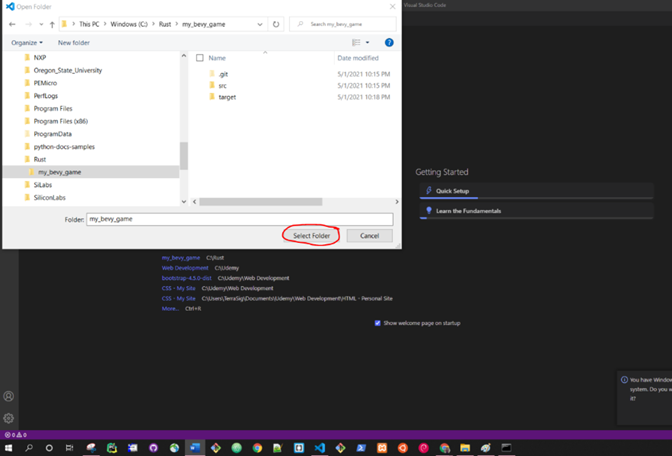 Open Folder
Visual Studio Code
This PC > Windows (C:) > Rust > my_bevy_game
Search my_bevy_game
Organize
New folder
Name
Date modified
NXP
Oregon_State_University
PEMicro
PerfLogs
Program Files
Program Files (x86)
ProgramData
python-docs-samples
Rust
my_bevy_game
SiLabs
SiliconLabs
.git 5/1/2021 10:15 PM
src 5/1/2021 10:15 PM
target 5/1/2021 10:18 PM
Folder: my_bevy_game
Select Folder
Cancel
Getting Started
Quick Setup
Learn the Fundamentals
my_bevy_game C:\Rust
Web Development C:\Udemy
bootstrap-4.5.0-dist C:\Udemy\Web Development
CSS - My Site C:\Udemy\Web Development
CSS - My Site C:\Users\TerraSig\Documents\Udemy\Web Development\HTML - Personal Site
More... Ctrl+R
Show welcome page on startup
You have Window
system. Do you w
it?
0 0